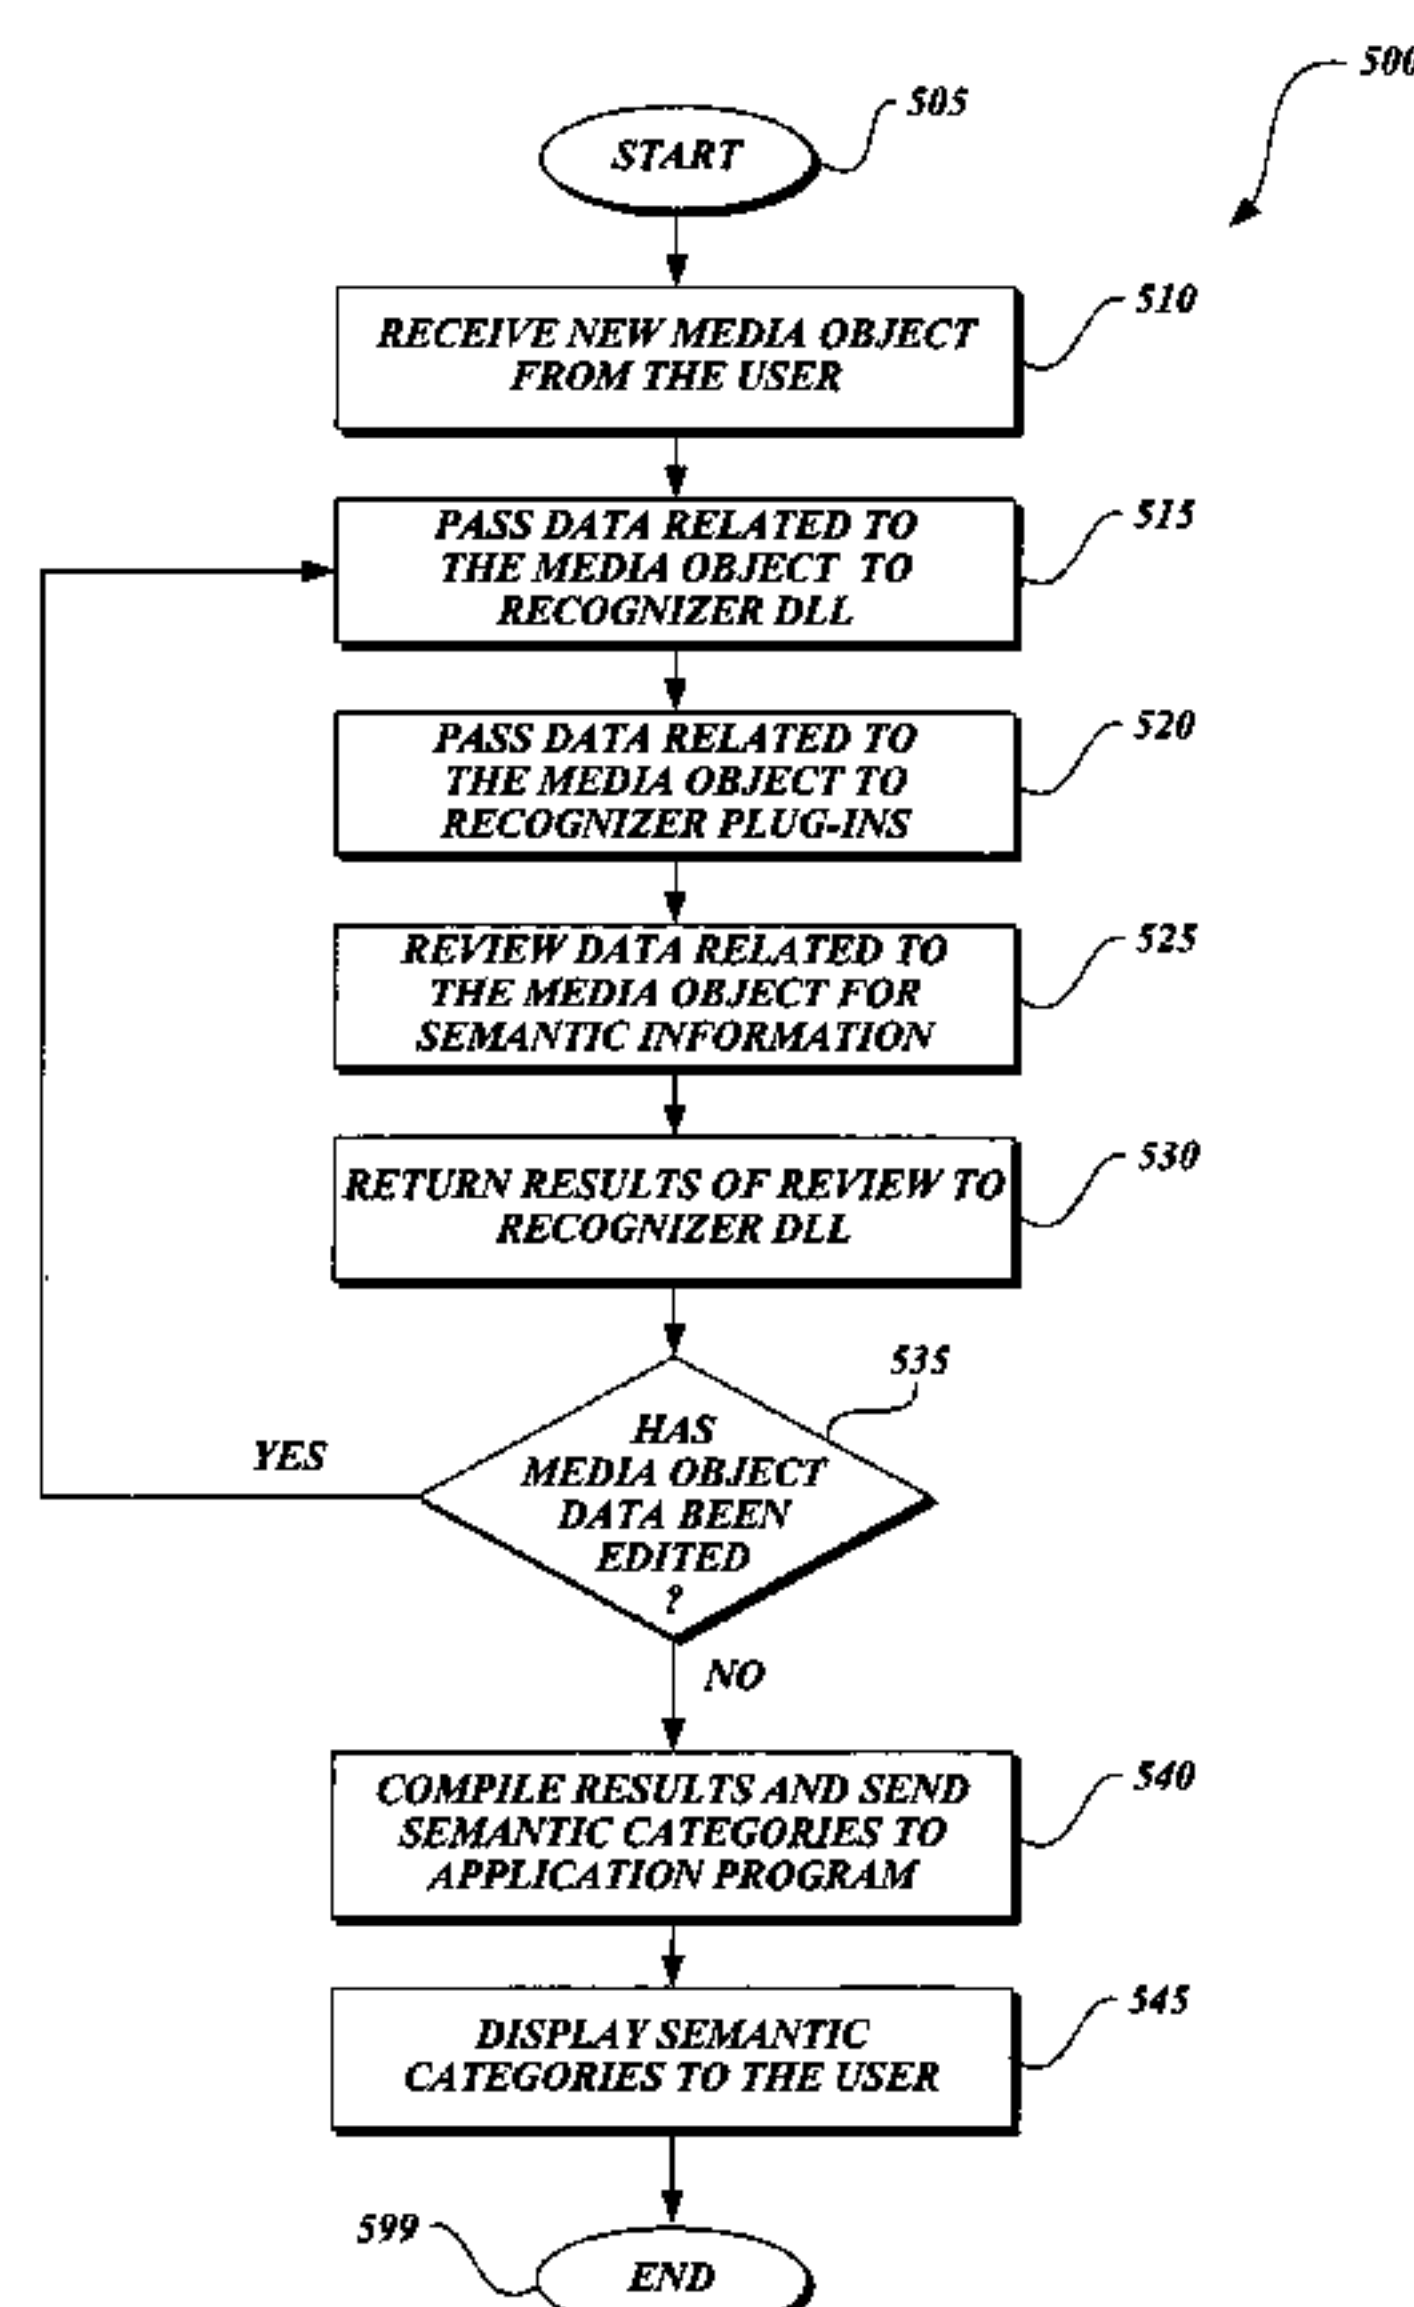 500
505
START
510
RECEIVE NEW MEDIA OBJECT
FROM THE USER
515
PASS DATA RELATED TO
THE MEDIA OBJECT TO
RECOGNIZER DLL
520
PASS DATA RELATED TO
THE MEDIA OBJECT TO
RECOGNIZER PLUG-INS
525
REVIEW DATA RELATED TO
THE MEDIA OBJECT FOR
SEMANTIC INFORMATION
530
RETURN RESULTS OF REVIEW TO
RECOGNIZER DLL
535
HAS
MEDIA OBJECT
DATA BEEN
EDITED
?
YES
NO
540
COMPILE RESULTS AND SEND
SEMANTIC CATEGORIES TO
APPLICATION PROGRAM
545
DISPLAY SEMANTIC
CATEGORIES TO THE USER
599
END